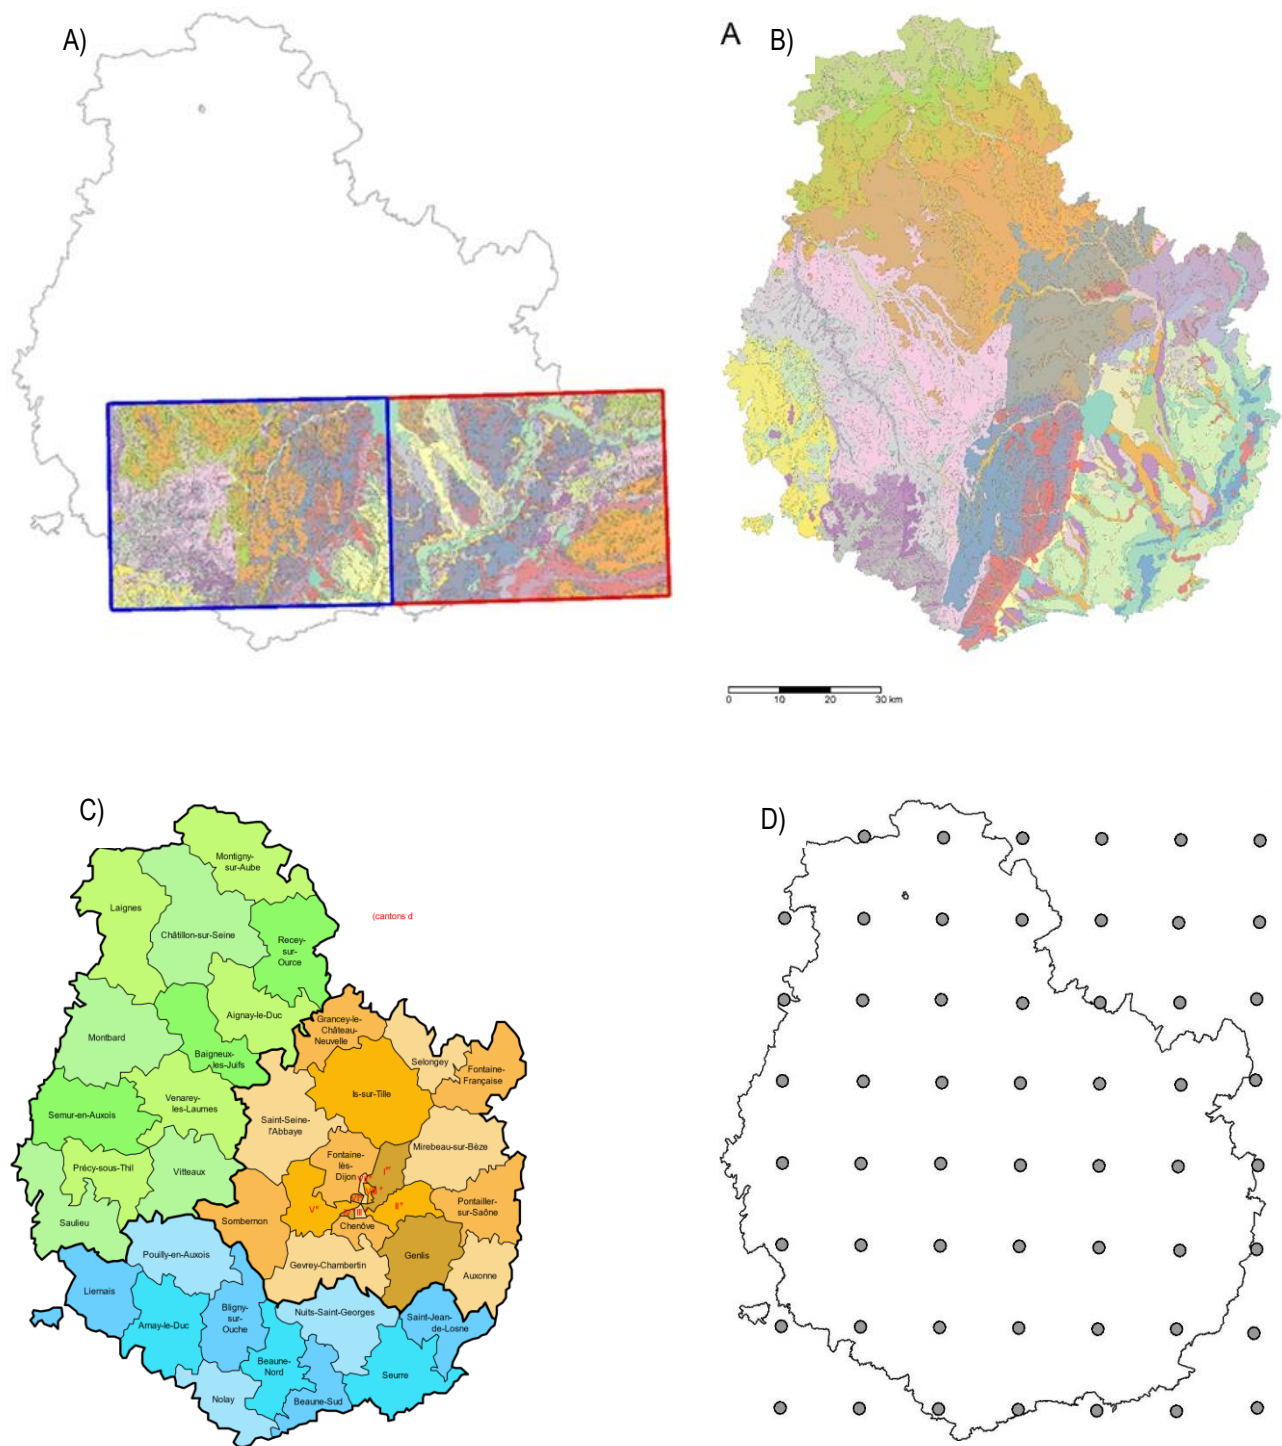 A)
A
B)
0 10 20 30 km
C)
Montigny-
sur-Aube
Laignes
Châtillon-sur-Seine
(cantons d
Recey-
sur-
Ource
Aignay-le-Duc
Grancey-le-
Château-
Neuvelle
Montbard
Baigneux-
les-Juifs
Selongey
Fontaine-
Française
Is-sur-Tille
Venarey-
les-Laumes
Semur-en-Auxois
Saint-Seine-
l'Abbaye
Mirebeau-sur-Bèze
Fontaine-
lès-
Dijon
Précy-sous-Thil
Vitteaux
Pontailler-
sur-Saône
Saulieu
Sombernon
Chenôve
Genlis
Pouilly-en-Auxois
Gevrey-Chambertin
Auxonne
Liernais
Bligny-
sur-
Ouche
Nuits-Saint-Georges
Saint-Jean-
de-Losne
Arnay-le-Duc
Beaune-
Nord
Seurre
Nolay
Beaune-Sud
D)